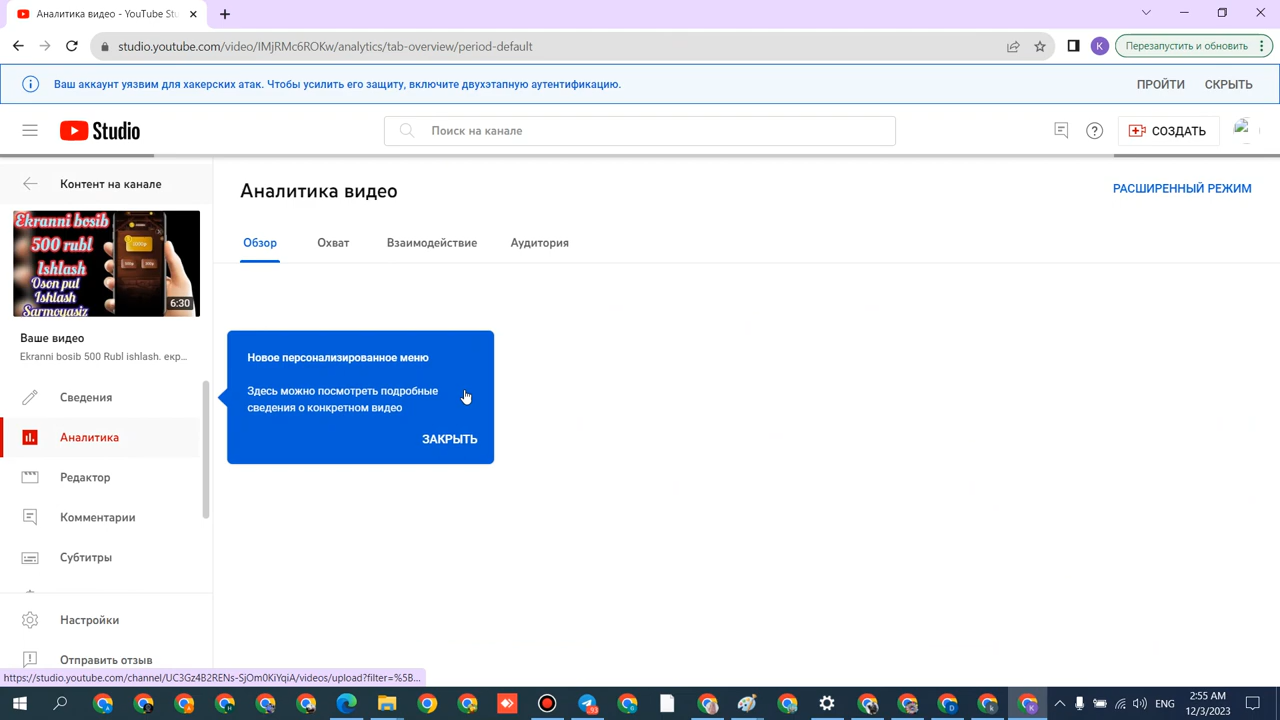 Аналитика видео - YouTube Stu
studio.youtube.com/video/IMjRMc6ROKw/analytics/tab-overview/period-default
K
Перезапустить и обновить
Ваш аккаунт уязвим для хакерских атак. Чтобы усилить его защиту, включите двухэтапную аутентификацию.
ПРОЙТИ
СКРЫТЬ
Studio
Поиск на канале
СОЗДАТЬ
Контент на канале
Аналитика видео
РАСШИРЕННЫЙ РЕЖИМ
Обзор
Охват
Взаимодействие
Аудитория
Ekranni bosib
500 rubl
Ishlash
Oson pul
Ishlash
Sarmoyasiz
6:30
Ваше видео
Ekranni bosib 500 Rubl ishlash. екр...
Новое персонализированное меню
Здесь можно посмотреть подробные
сведения о конкретном видео
ЗАКРЫТЬ
Сведения
Аналитика
Редактор
Комментарии
Субтитры
Настройки
Отправить отзыв
https://studio.youtube.com/channel/UC3Gz4B2RENs-SjOm0KiYqiA/videos/upload?filter=%5B...
ENG
2:55 AM
12/3/2023